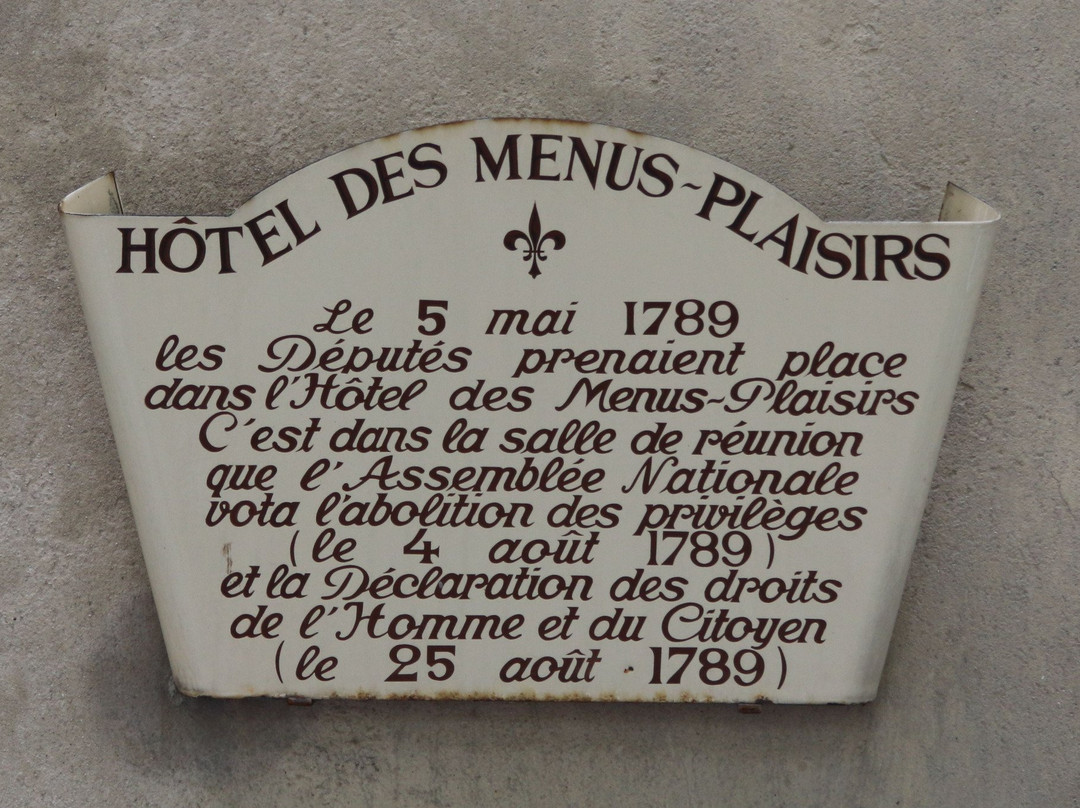 HÔTEL DES MENUS-PLAISIRS
Le 5 mai 1789
les Députés prenaient place
dans l'Hôtel des Menus-Plaisirs
C'est dans la salle de réunion
que l'Assemblée Nationale
vota l'abolition des privilèges
(le 4 août 1789)
et la Déclaration des droits
de l'Homme et du Citoyen
(le 25 août 1789)